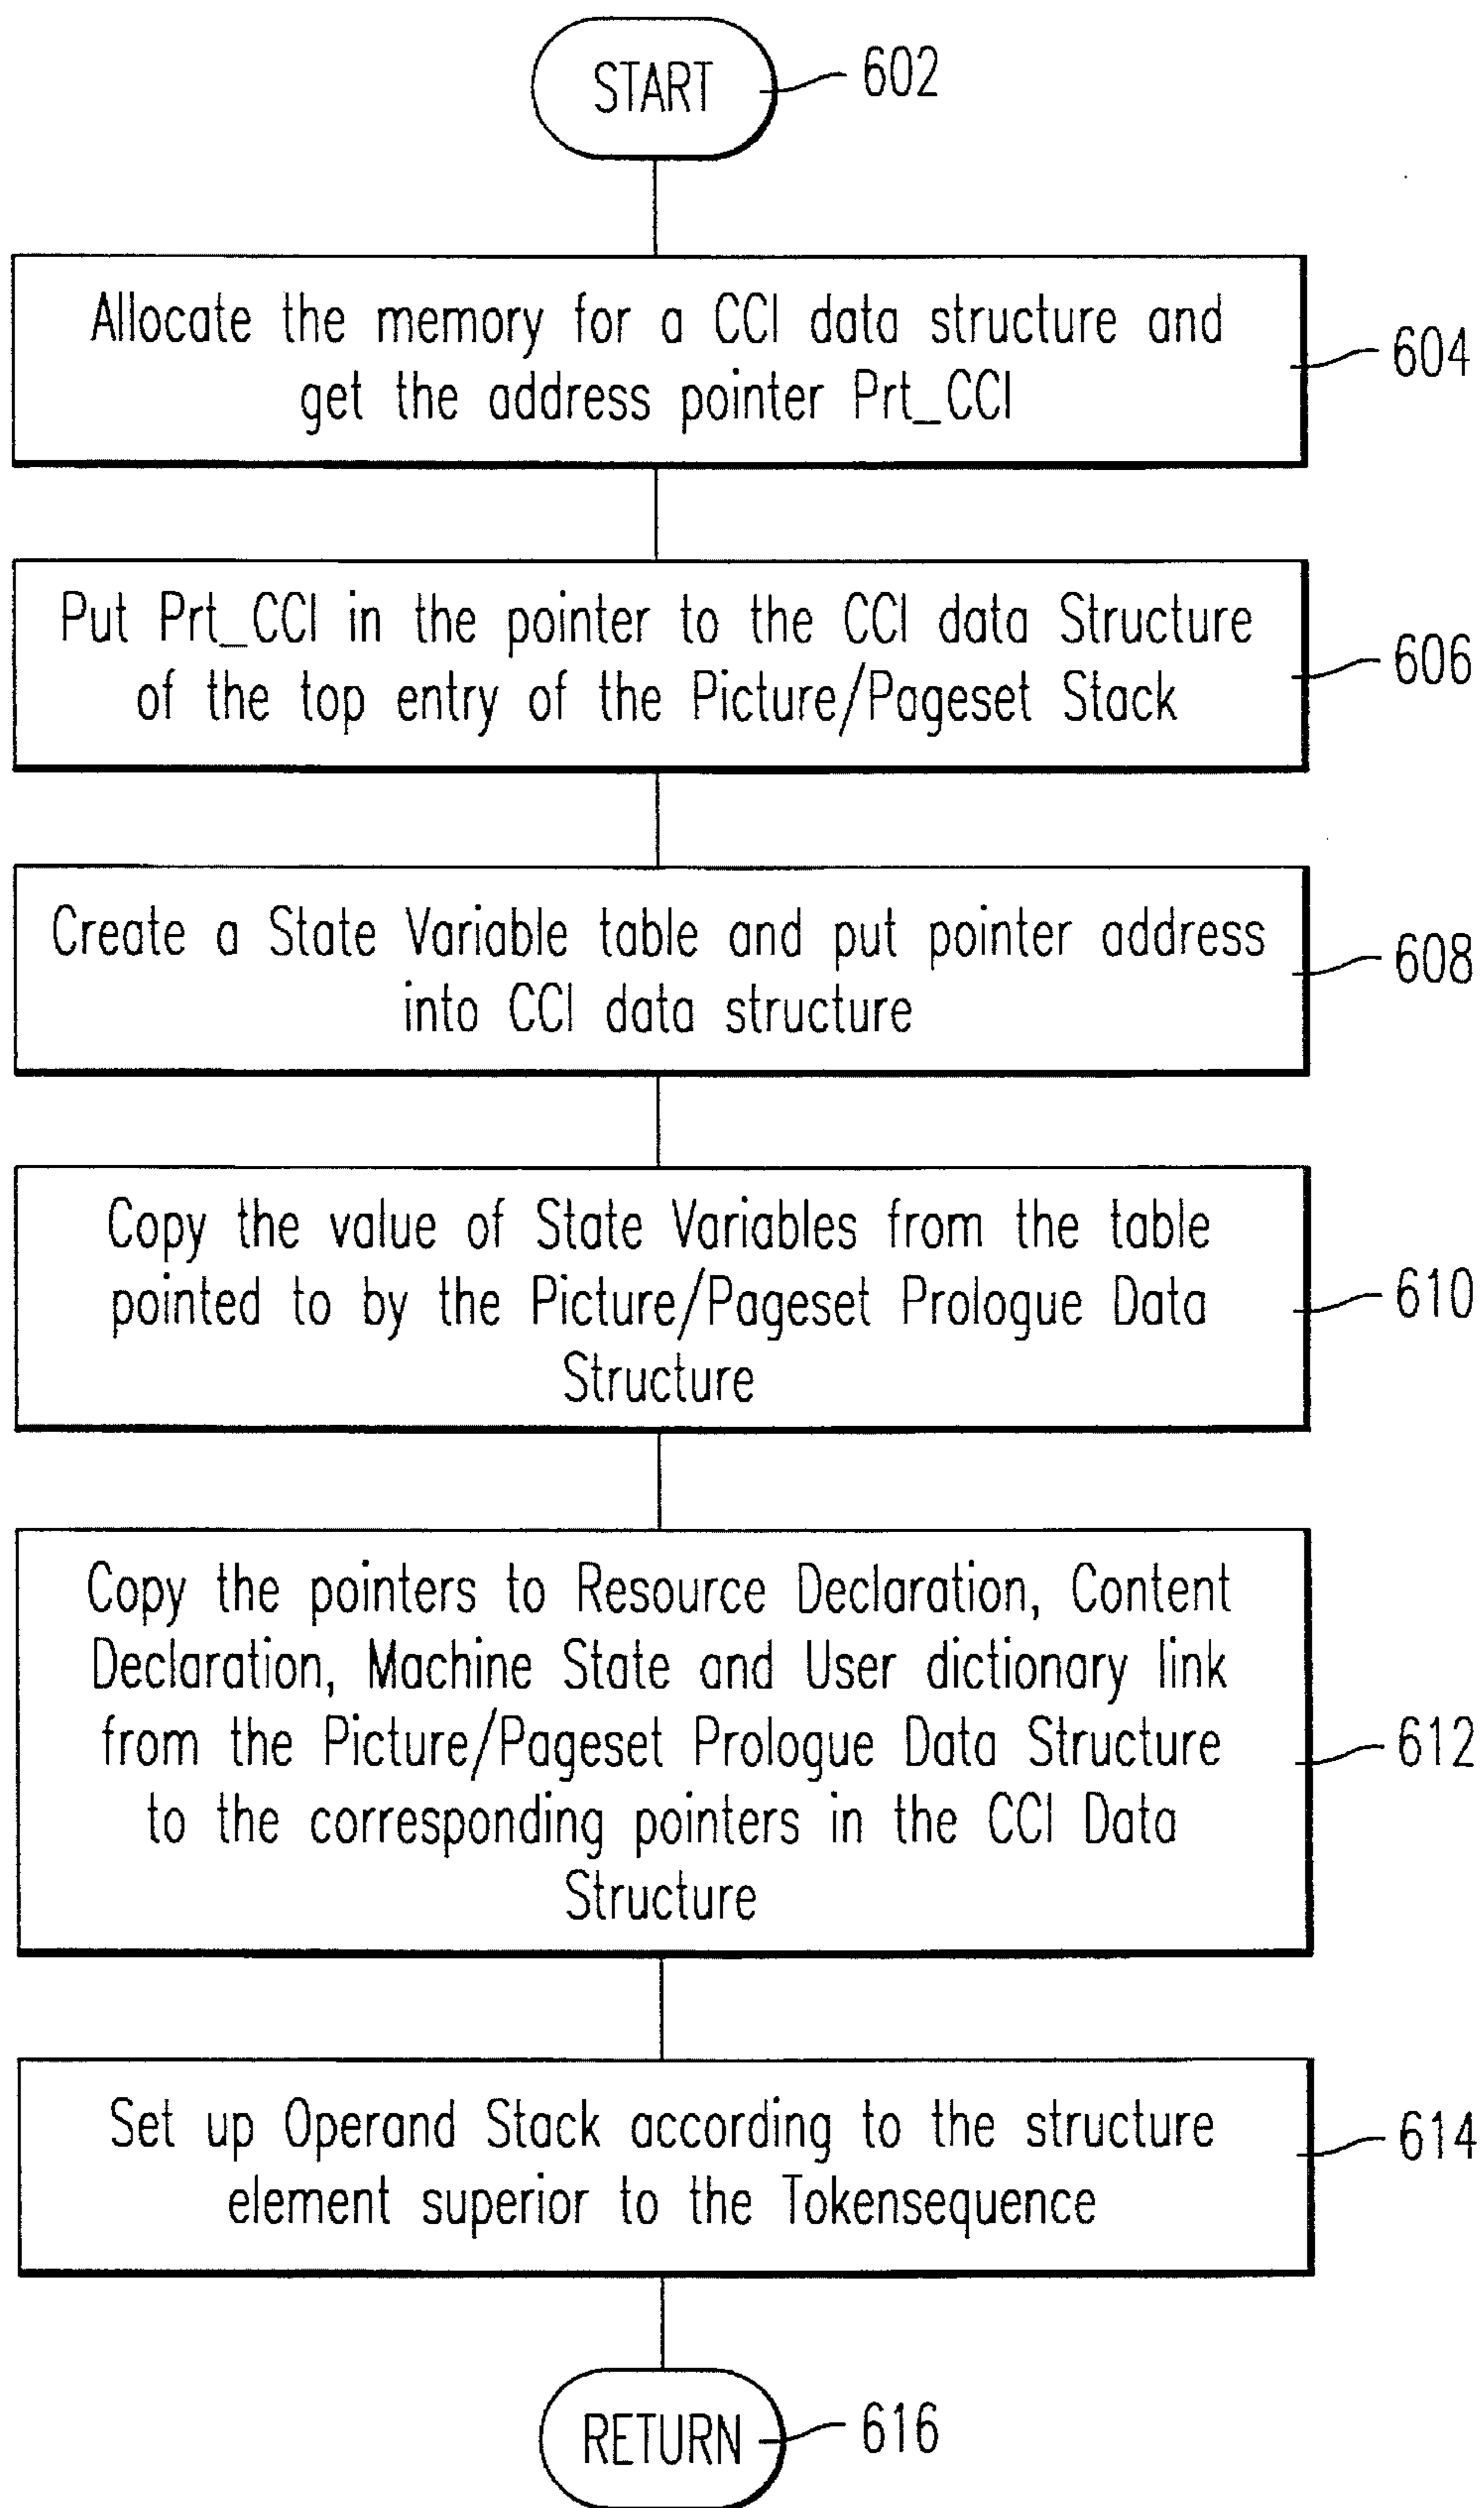 START
602
Allocate the memory for a CCI data structure and
get the address pointer Prt_CCI
604
Put Prt_CCI in the pointer to the CCI data Structure
of the top entry of the Picture/Pageset Stack
606
Create a State Variable table and put pointer address
into CCI data structure
608
Copy the value of State Variables from the table
pointed to by the Picture/Pageset Prologue Data
Structure
610
Copy the pointers to Resource Declaration, Content
Declaration, Machine State and User dictionary link
from the Picture/Pageset Prologue Data Structure
to the corresponding pointers in the CCI Data
Structure
612
Set up Operand Stack according to the structure
element superior to the Tokensequence
614
RETURN
616